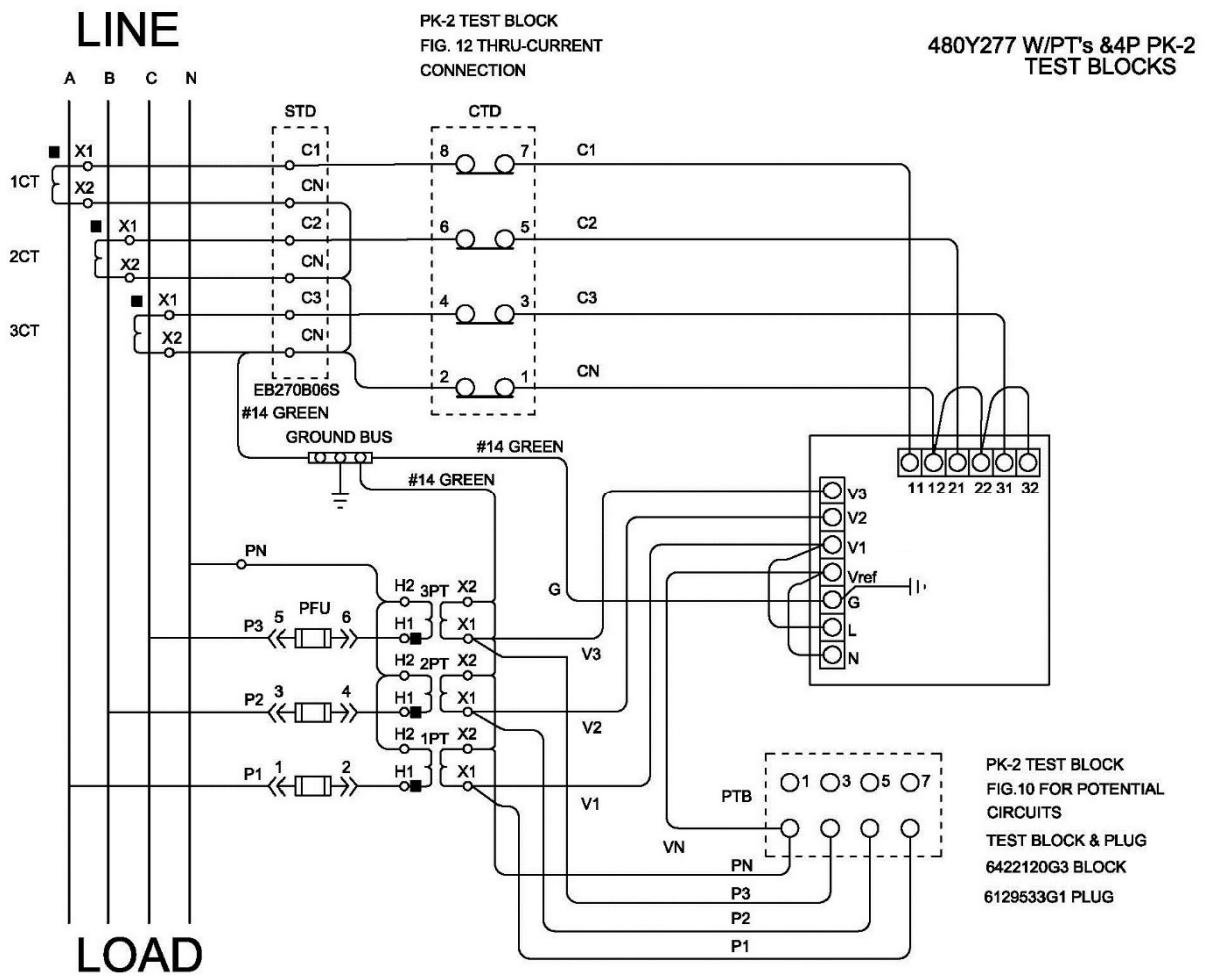 LINE
PK-2 TEST BLOCK
FIG. 12 THRU-CURRENT
CONNECTION
480Y277 W/PT's &4P PK-2
TEST BLOCKS
A B C N
STD
CTD
X1
C1
8 7
C1
1CT
X2
CN
X1
C2
6 5
C2
2CT
X2
CN
X1
C3
4 3
C3
3CT
X2
CN
2 1
CN
EB270B06S
#14 GREEN
GROUND BUS
#14 GREEN
#14 GREEN
11 12 21 22 31 32
V3
V2
V1
Vref
G
L
N
PN
G
H2 3PT X2
P3 5 PFU 6
H1 X1
V3
H2 2PT X2
P2 3 4
H1 X1
V2
H2 1PT X2
P1 1 2
H1 X1
V1
PTB
1 3 5 7
VN
PN
P3
P2
P1
PK-2 TEST BLOCK
FIG.10 FOR POTENTIAL
CIRCUITS
TEST BLOCK & PLUG
6422120G3 BLOCK
6129533G1 PLUG
LOAD